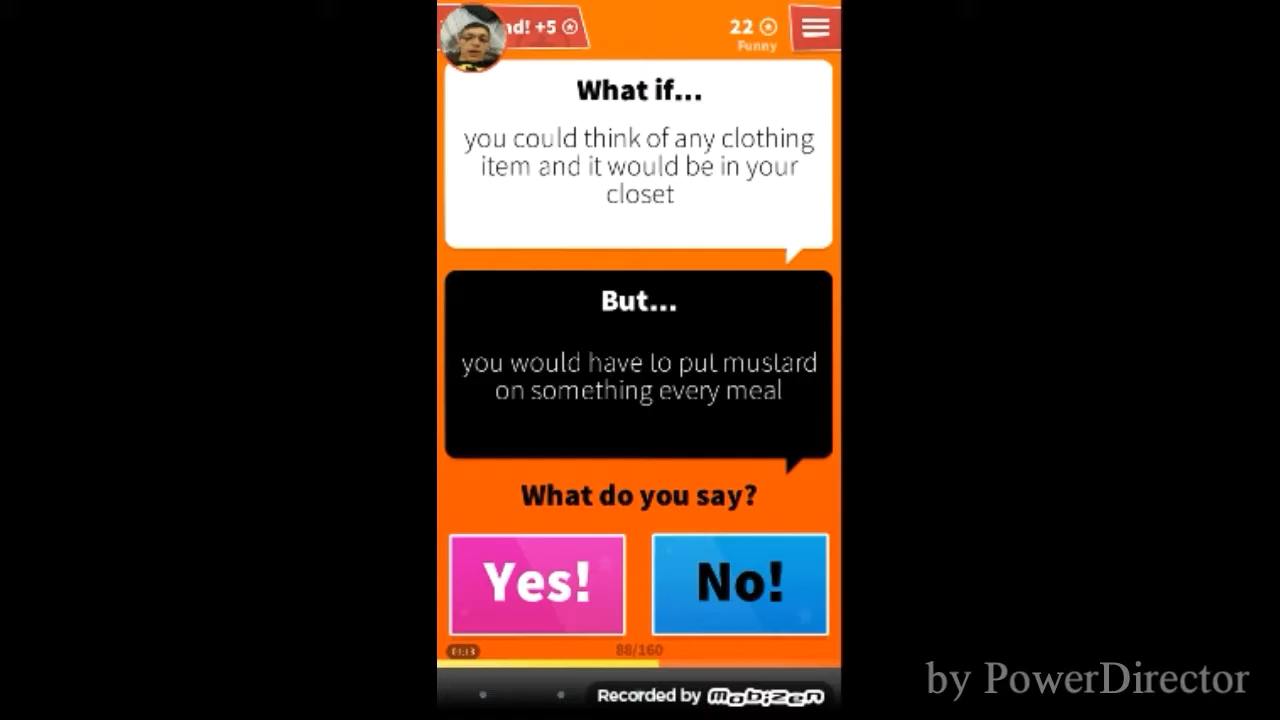 nd! +5
22
Funny
What if...
you could think of any clothing
item and it would be in your
closet
But...
you would have to put mustard
on something every meal
What do you say?
Yes!
No!
01:13
88/160
Recorded by mobizen
by PowerDirector